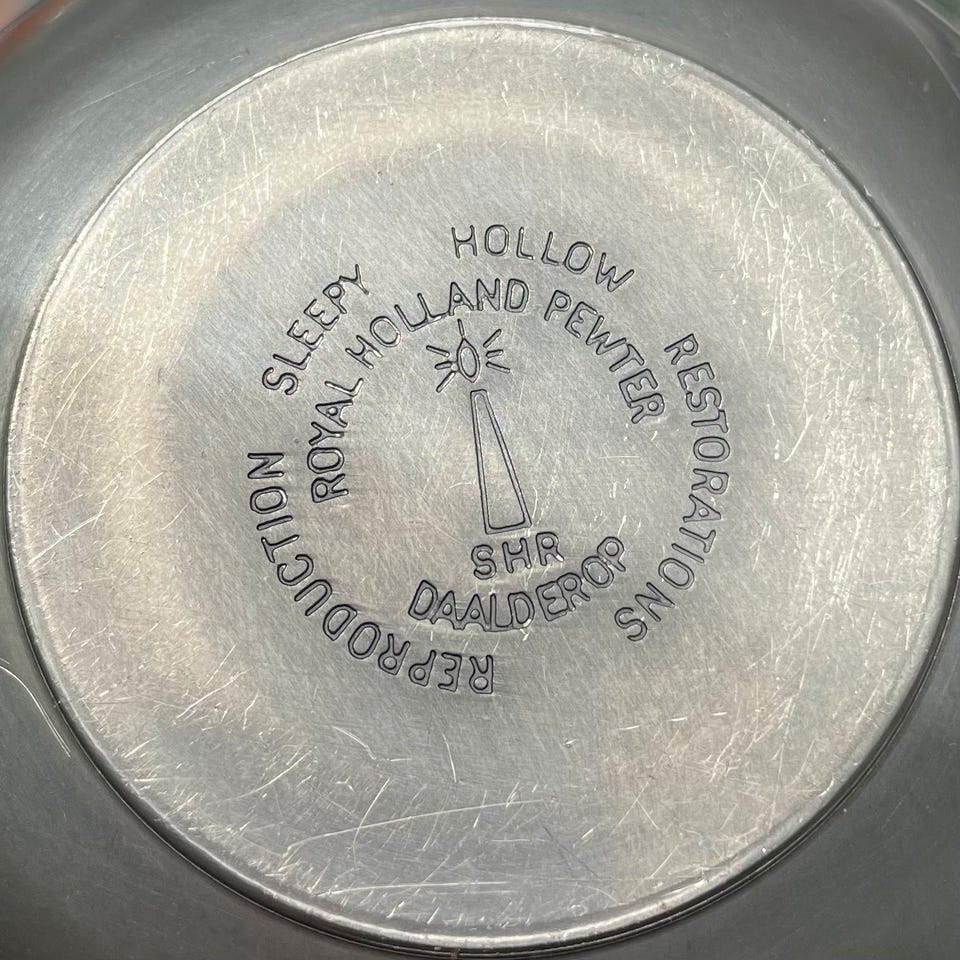 REPRODUCTION SLEEPY HOLLOW RESTORATIONS
ROYAL HOLLAND PEWTER
SHR
DAALDEROP